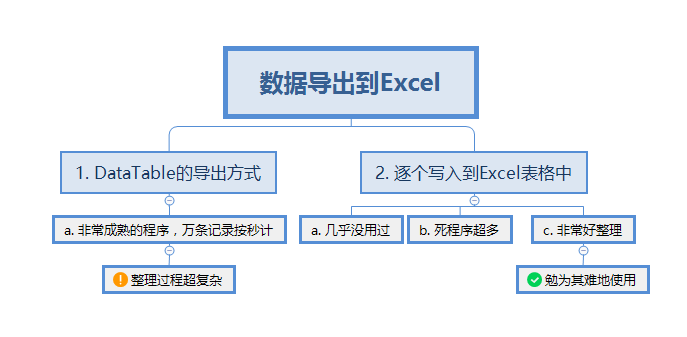 数据导出到Excel
1. DataTable的导出方式
2. 逐个写入到Excel表格中
a. 非常成熟的程序，万条记录按秒计
a. 几乎没用过
b. 死程序超多
c. 非常好整理
整理过程超复杂
勉为其难地使用